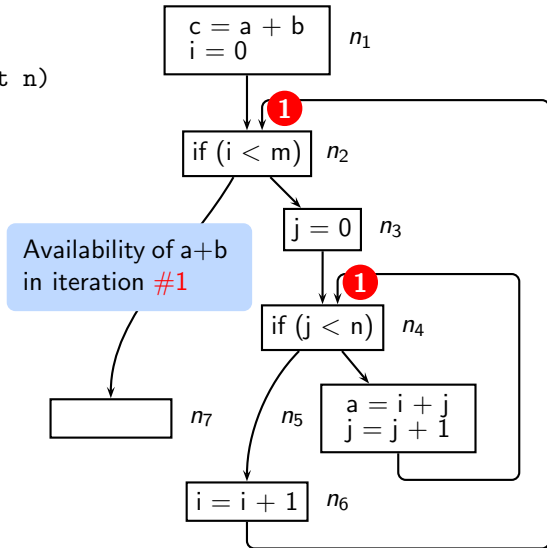 c = a + b
i = 0
n1
t n)
1
if (i < m)
n2
j = 0
n3
Availability of a+b
in iteration #1
1
if (j < n)
n4
a = i + j
j = j + 1
n5
n7
i = i + 1
n6